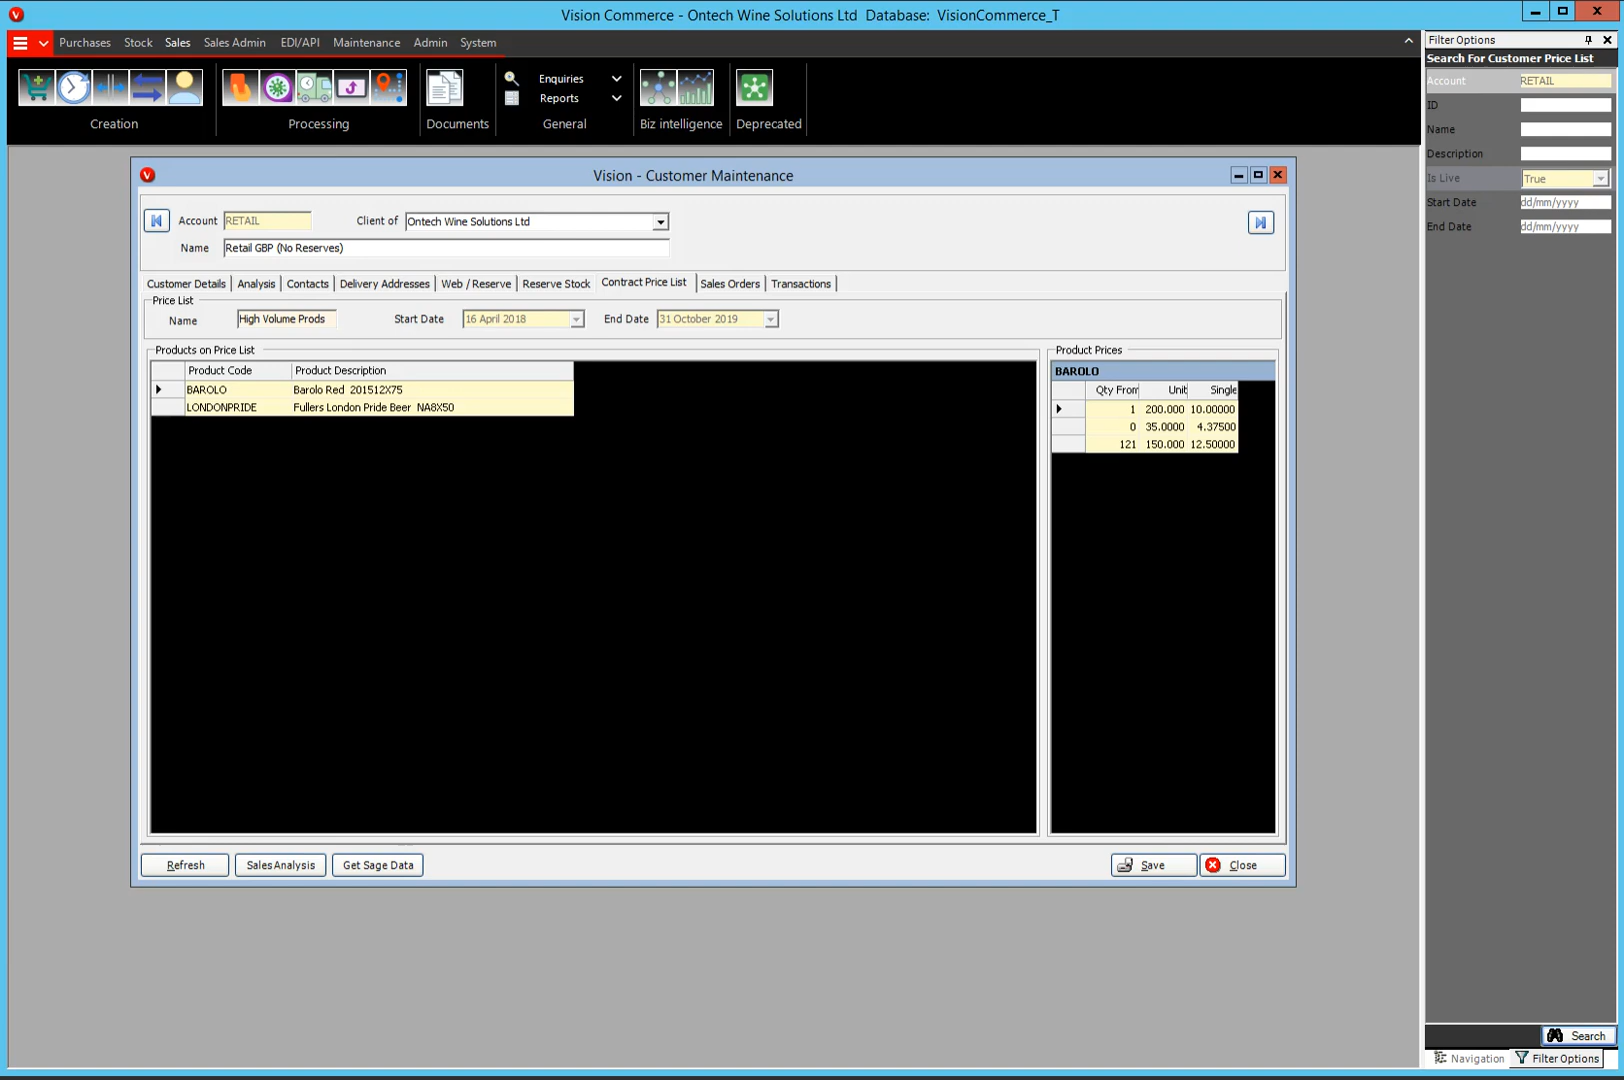 Vision Commerce - Ontech Wine Solutions Ltd Database: VisionCommerce_T
Purchases Stock Sales Sales Admin EDI/API Maintenance Admin System
Enquiries
Reports
Creation Processing Documents General Biz intelligence Deprecated
Filter Options
Search For Customer Price List
Account RETAIL
ID
Name
Description
Is Live True
Start Date dd/mm/yyyy
End Date dd/mm/yyyy
Vision - Customer Maintenance
Account RETAIL Client of Ontech Wine Solutions Ltd
Name Retail GBP (No Reserves)
Customer Details Analysis Contacts Delivery Addresses Web / Reserve Reserve Stock Contract Price List Sales Orders Transactions
Price List
Name High Volume Prods Start Date 16 April 2018 End Date 31 October 2019
Products on Price List
Product Code Product Description
BAROLO Barolo Red 201512X75
LONDONPRIDE Fullers London Pride Beer NA8X50
Product Prices
BAROLO
Qty From Unit Single
1 200.000 10.00000
0 35.0000 4.37500
121 150.000 12.50000
Refresh Sales Analysis Get Sage Data Save Close
Search
Navigation Filter Options